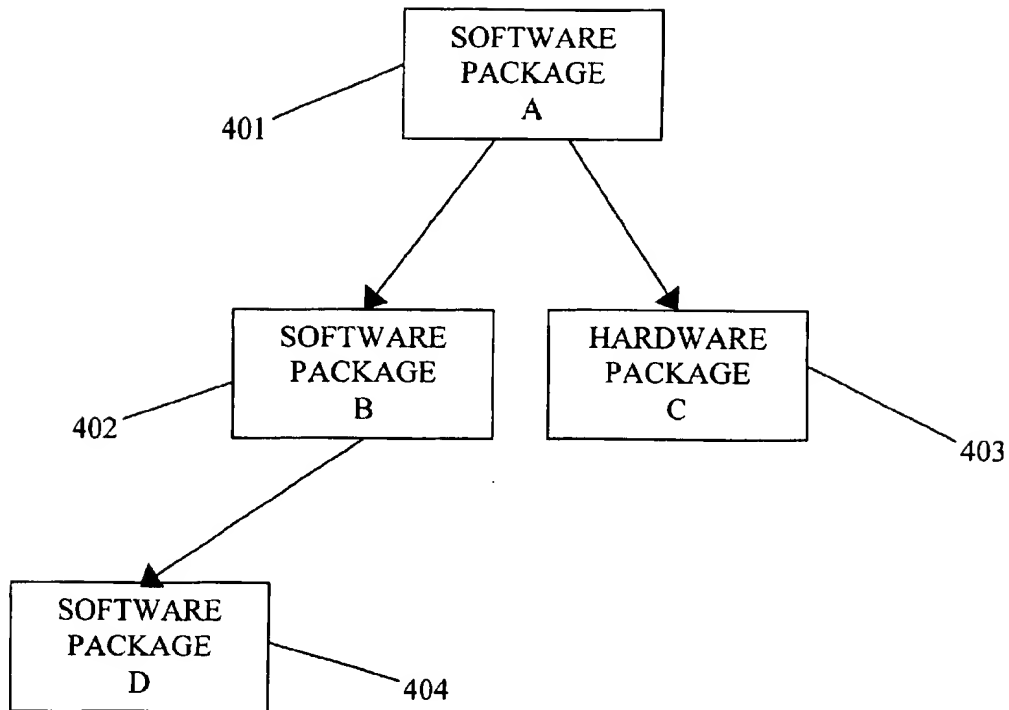 SOFTWARE
PACKAGE
A
401
SOFTWARE
PACKAGE
B
402
HARDWARE
PACKAGE
C
403
SOFTWARE
PACKAGE
D
404